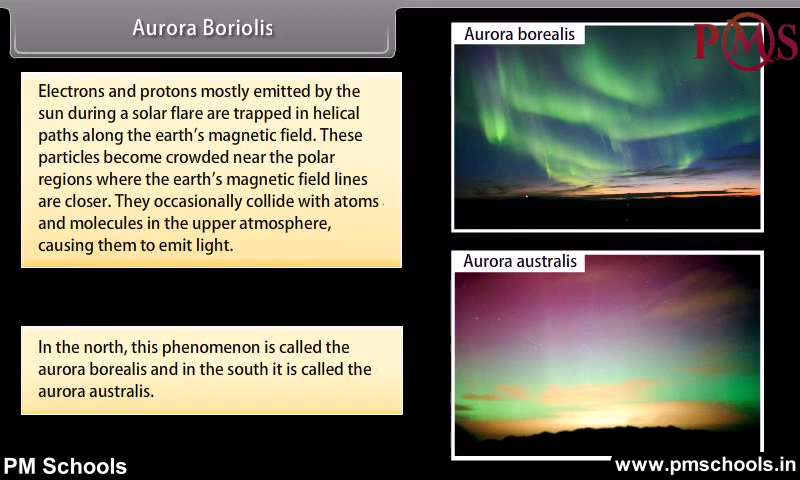 Aurora Boriolis
Electrons and protons mostly emitted by the
sun during a solar flare are trapped in helical
paths along the earth's magnetic field. These
particles become crowded near the polar
regions where the earth's magnetic field lines
are closer. They occasionally collide with atoms
and molecules in the upper atmosphere,
causing them to emit light.
In the north, this phenomenon is called the
aurora borealis and in the south it is called the
aurora australis.
Aurora borealis
PMS
Aurora australis
PM Schools
www.pmschools.in